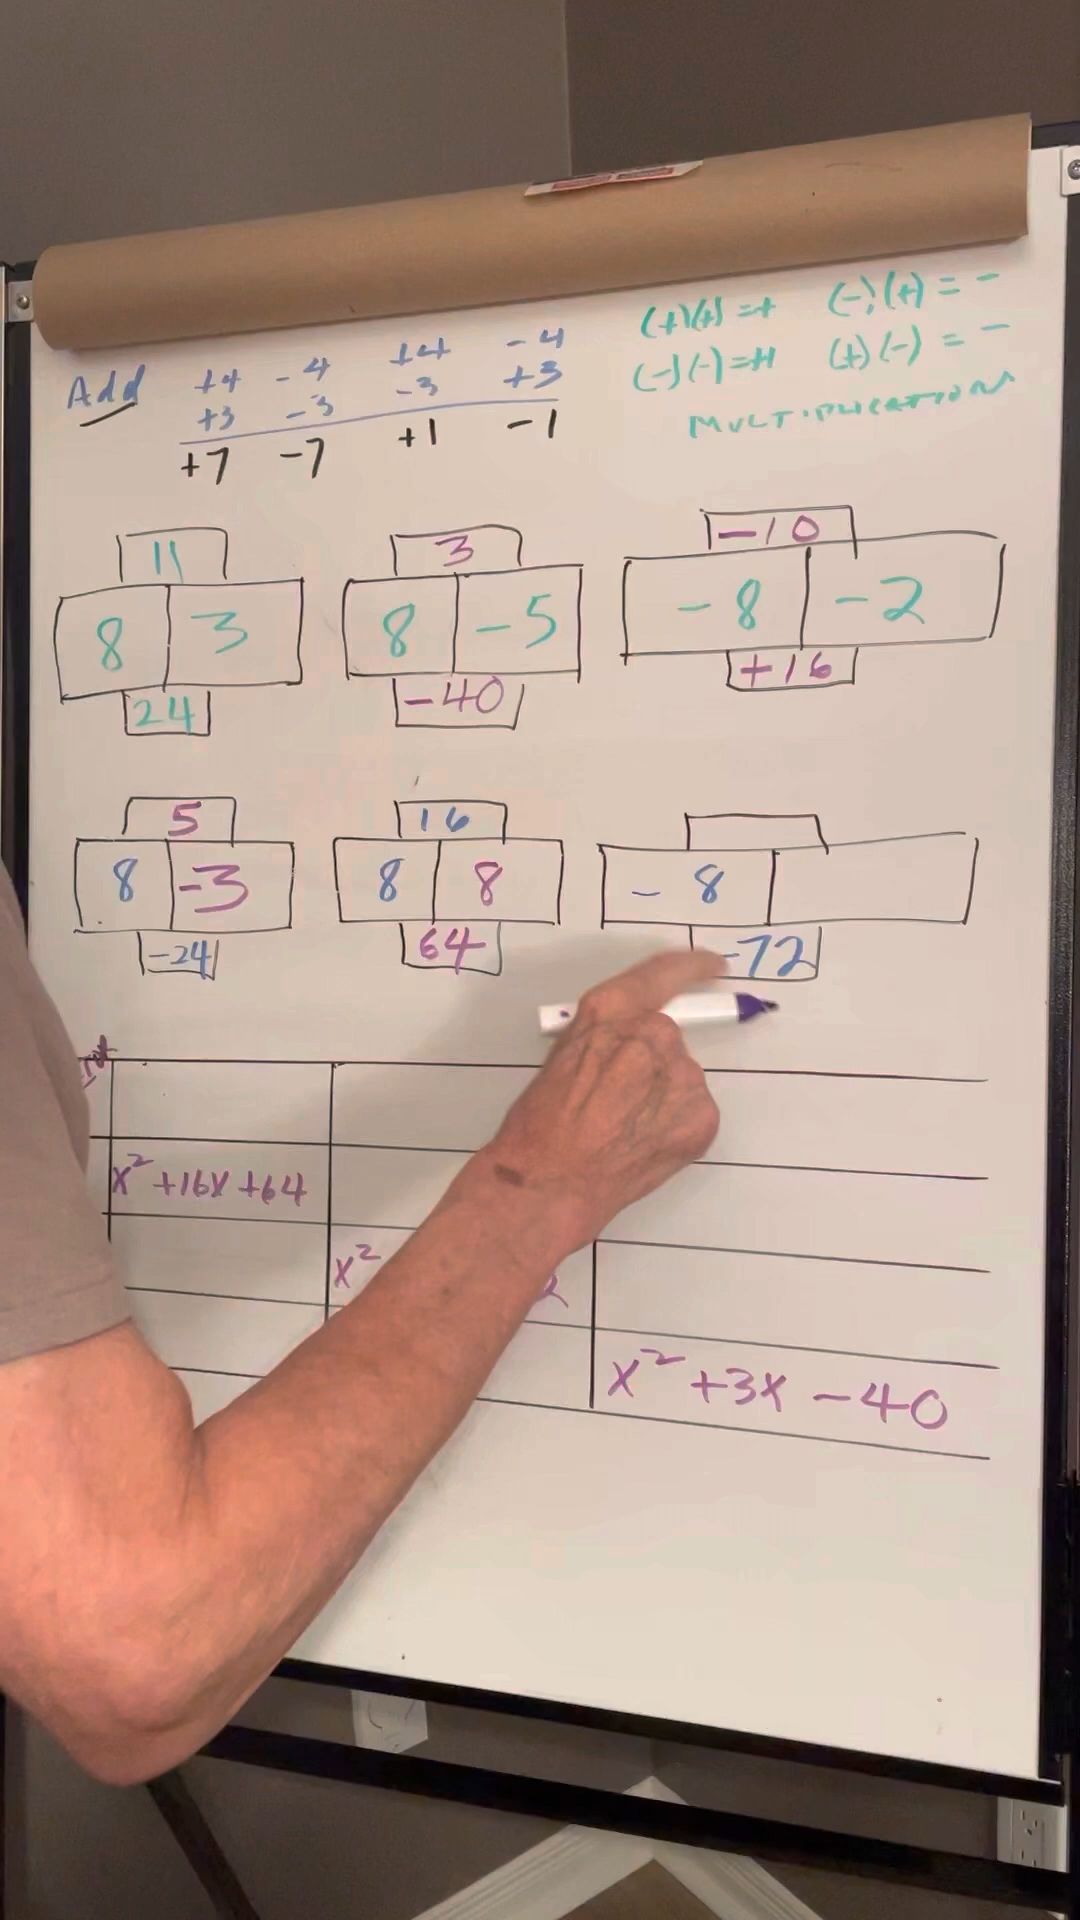 Add +4 -4 +4 -4
+3 -3 -3 +3
+7 -7 +1 -1
(+)(+)=+ (-)(+)=-
(-)(-)=+ (+)(-)=-
MULTIPLICATION
11 3 -10
8 3 8 -5 -8 -2
24 -40 +16
5 16
8 -3 8 8 -8
-24 64 -72
x² +16x +64
x²
x² +3x -40